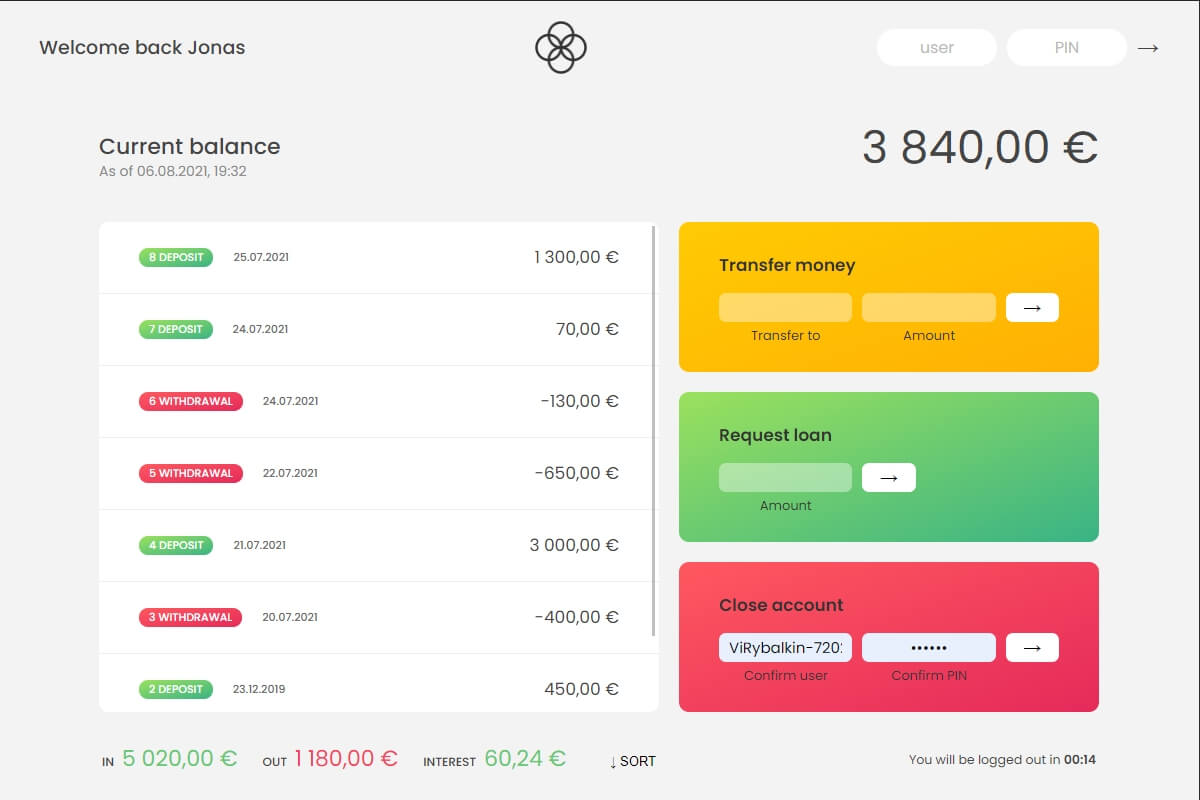 Welcome back Jonas
user
PIN
→
Current balance
As of 06.08.2021, 19:32
3 840,00 €
8 DEPOSIT 25.07.2021 1 300,00 €
7 DEPOSIT 24.07.2021 70,00 €
6 WITHDRAWAL 24.07.2021 -130,00 €
5 WITHDRAWAL 22.07.2021 -650,00 €
4 DEPOSIT 21.07.2021 3 000,00 €
3 WITHDRAWAL 20.07.2021 -400,00 €
2 DEPOSIT 23.12.2019 450,00 €
Transfer money
→
Transfer to Amount
Request loan
→
Amount
Close account
ViRybalkin-720 •••••• →
Confirm user Confirm PIN
IN 5 020,00 € OUT 1 180,00 € INTEREST 60,24 € ↓ SORT
You will be logged out in 00:14